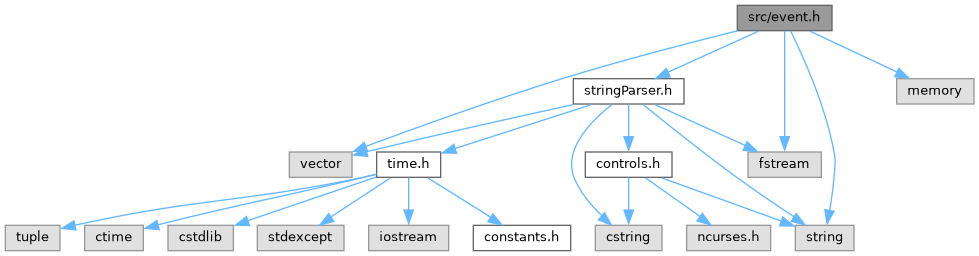 src/event.h
stringParser.h
memory
vector
time.h
controls.h
fstream
tuple
ctime
cstdlib
stdexcept
iostream
constants.h
cstring
ncurses.h
string